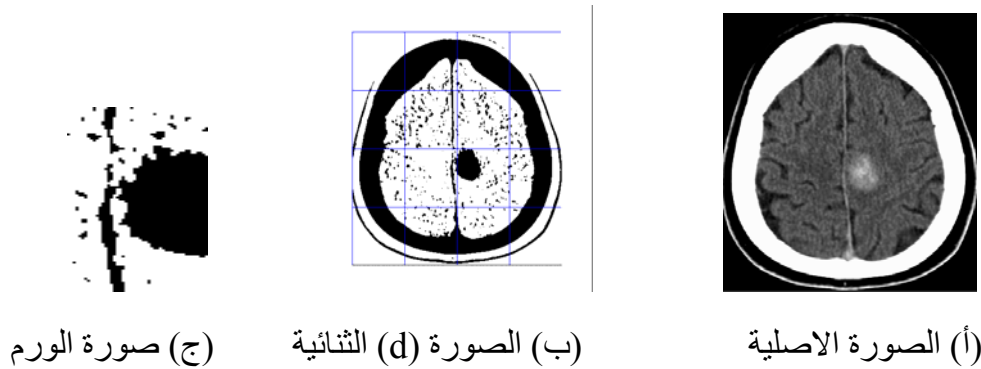 (أ) الصورة الاصلية
(ب) الصورة (d) الثنائية
(ج) صورة الورم